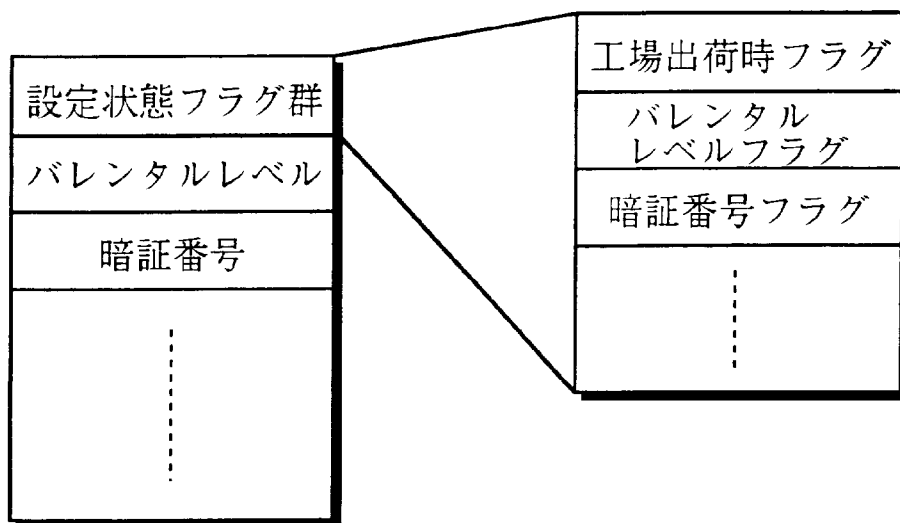 設定状態フラグ群
バレンタルレベル
暗証番号
工場出荷時フラグ
バレンタル
レベルフラグ
暗証番号フラグ